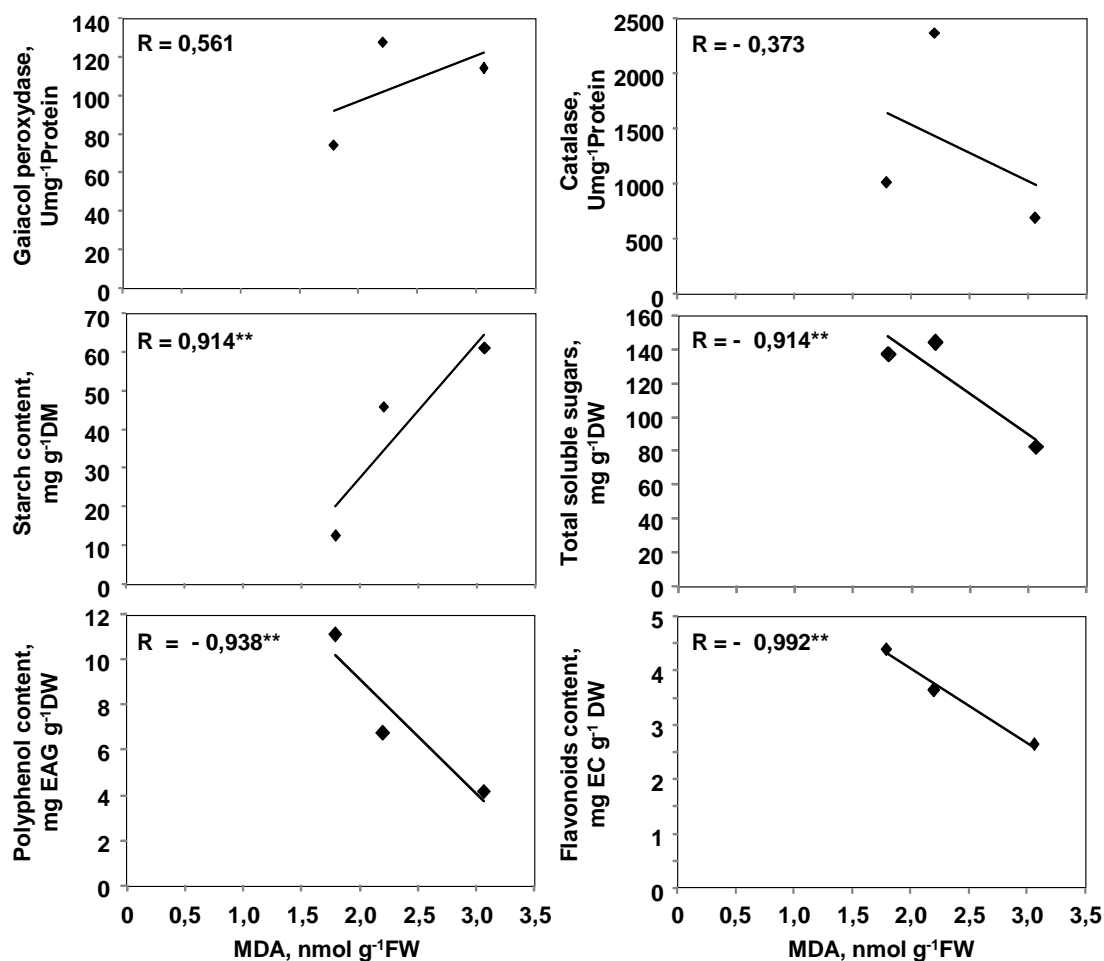 Gaiacol peroxydase,
Umg⁻¹Protein
140
120
100
80
60
40
20
0
R = 0,561
Catalase,
Umg⁻¹Protein
2500
2000
1500
1000
500
0
R = - 0,373
Starch content,
mg g⁻¹DM
70
60
50
40
30
20
10
0
R = 0,914**
Total soluble sugars,
mg g⁻¹DW
160
140
120
100
80
60
40
20
0
R = - 0,914**
Polyphenol content,
mg EAG g⁻¹DW
12
10
8
6
4
2
0
R = - 0,938**
0 0,5 1,0 1,5 2,0 2,5 3,0 3,5
MDA, nmol g⁻¹FW
Flavonoids content,
mg EC g⁻¹ DW
5
4
3
2
1
0
R = - 0,992**
0 0,5 1,5 2,0 2,5 3,0 3,5
MDA, nmol g⁻¹FW